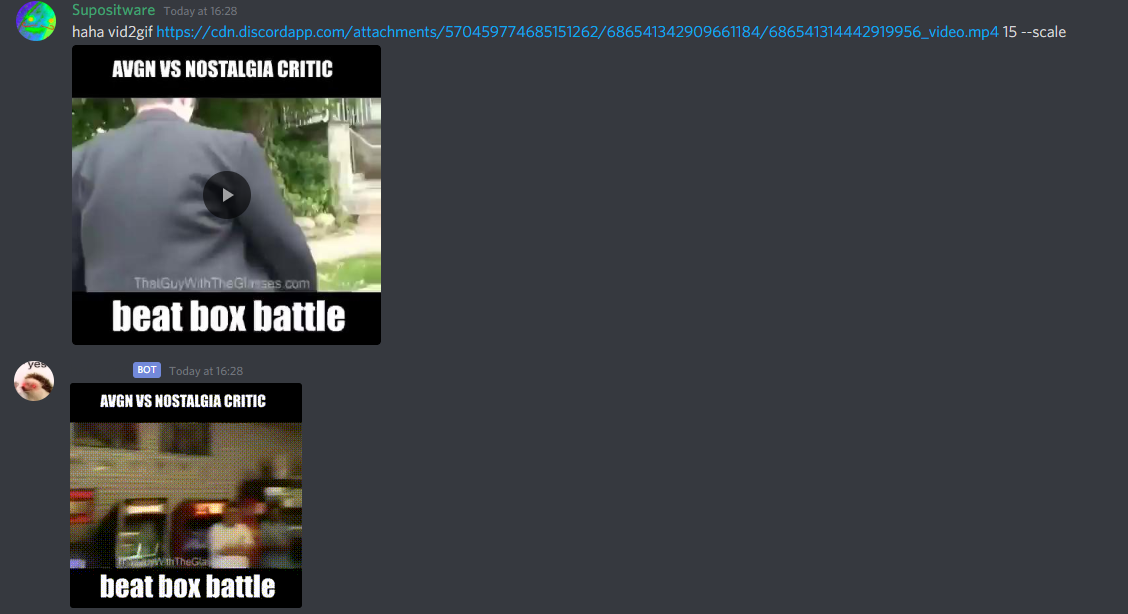 Supositware Today at 16:28
haha vid2gif https://cdn.discordapp.com/attachments/570459774685151262/686541342909661184/686541314442919956_video.mp4 15 --scale
AVGN VS NOSTALGIA CRITIC
ThatGuyWithTheGlasses.com
beat box battle
yes
BOT Today at 16:28
AVGN VS NOSTALGIA CRITIC
beat box battle